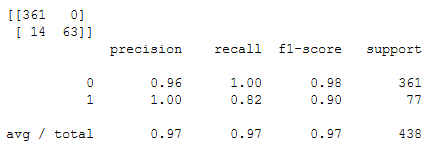 [[361   0]
 [ 14  63]]
             precision    recall  f1-score   support
          0       0.96      1.00      0.98       361
          1       1.00      0.82      0.90        77
avg / total       0.97      0.97      0.97       438